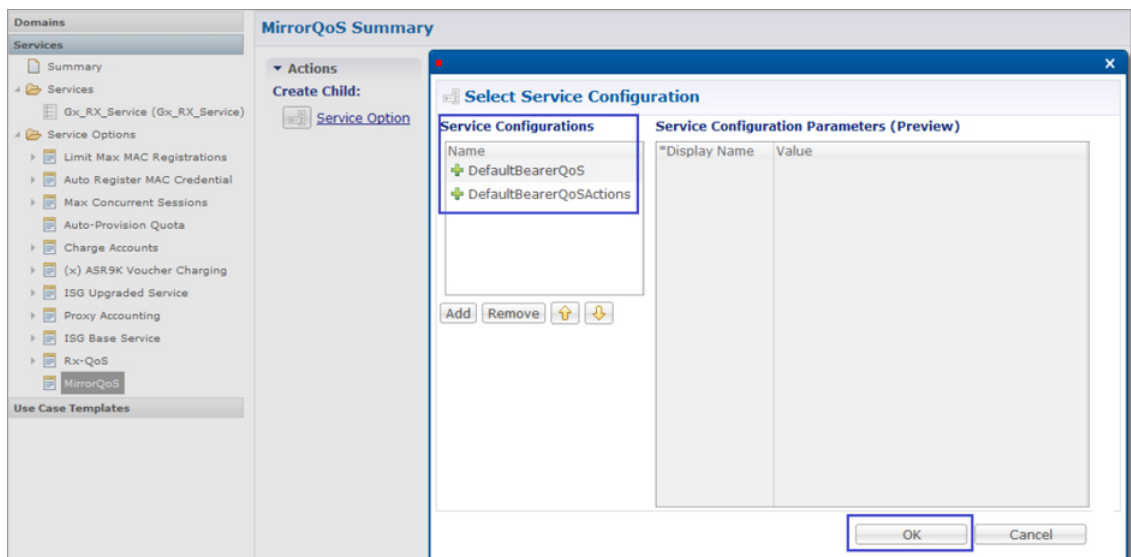 Domains
Services
Summary
Services
Gx_RX_Service (Gx_RX_Service)
Service Options
Limit Max MAC Registrations
Auto Register MAC Credential
Max Concurrent Sessions
Auto-Provision Quota
Charge Accounts
(x) ASR9K Voucher Charging
ISG Upgraded Service
Proxy Accounting
ISG Base Service
Rx-QoS
MirrorQoS
Use Case Templates
MirrorQoS Summary
Actions
Create Child:
Service Option
x
Select Service Configuration
Service Configurations
Name
DefaultBearerQoS
DefaultBearerQoSActions
Add Remove
Service Configuration Parameters (Preview)
*Display Name Value
OK Cancel